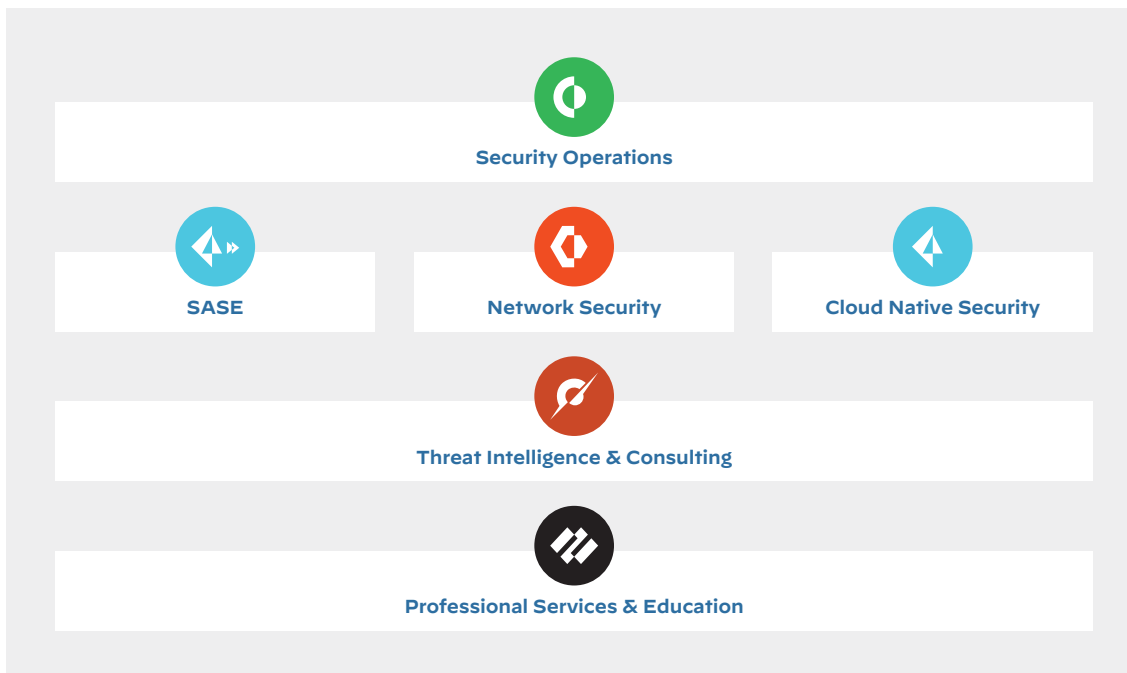 Security Operations
SASE
Network Security
Cloud Native Security
Threat Intelligence & Consulting
Professional Services & Education